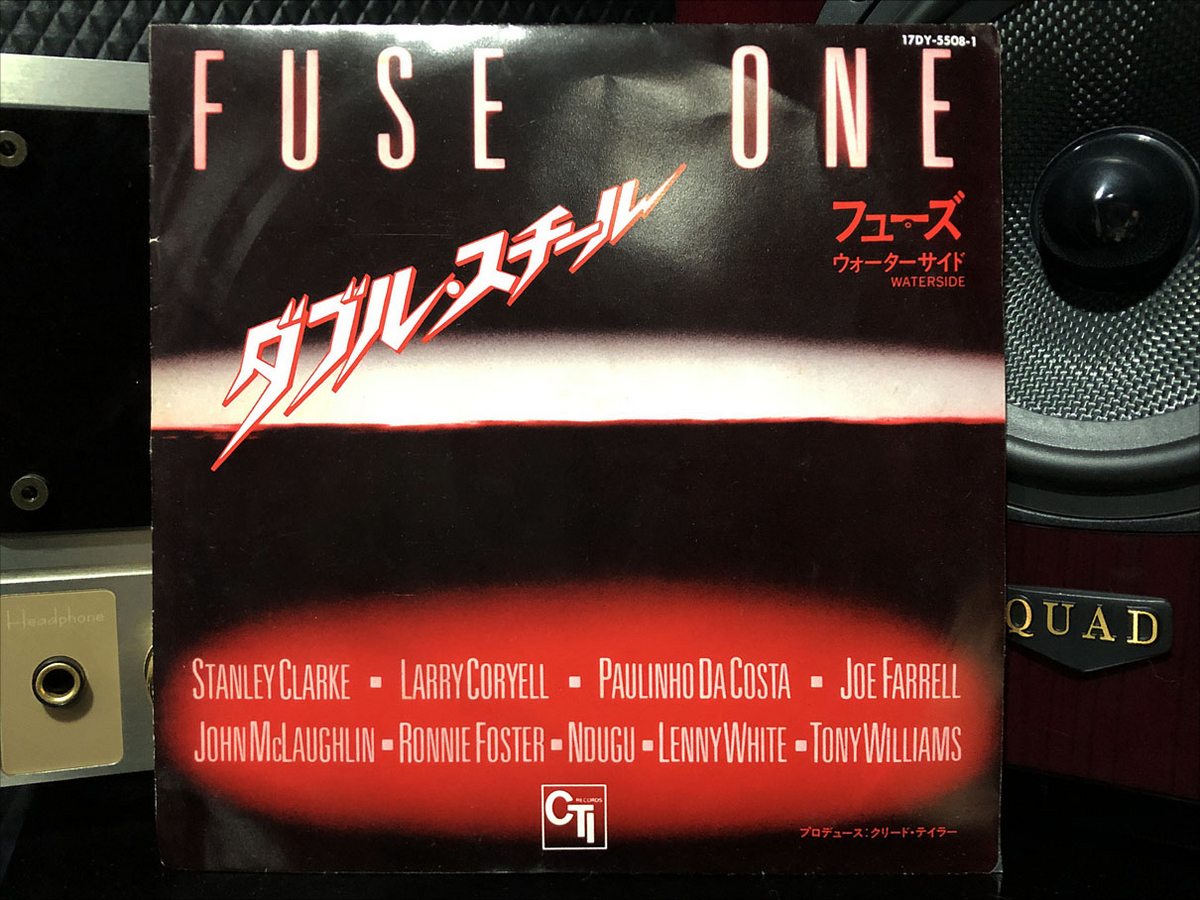 17DY-5508-1
FUSE ONE
フューズ
ウォーターサイド
WATERSIDE
ダブル・スチール
Headphone
QUAD
STANLEY CLARKE ▪ LARRY CORYELL ▪ PAULINHO DA COSTA ▪ JOE FARRELL
JOHN McLAUGHLIN ▪ RONNIE FOSTER ▪ NDUGU ▪ LENNY WHITE ▪ TONY WILLIAMS
CTI RECORDS
プロデュース:クリード・テイラー